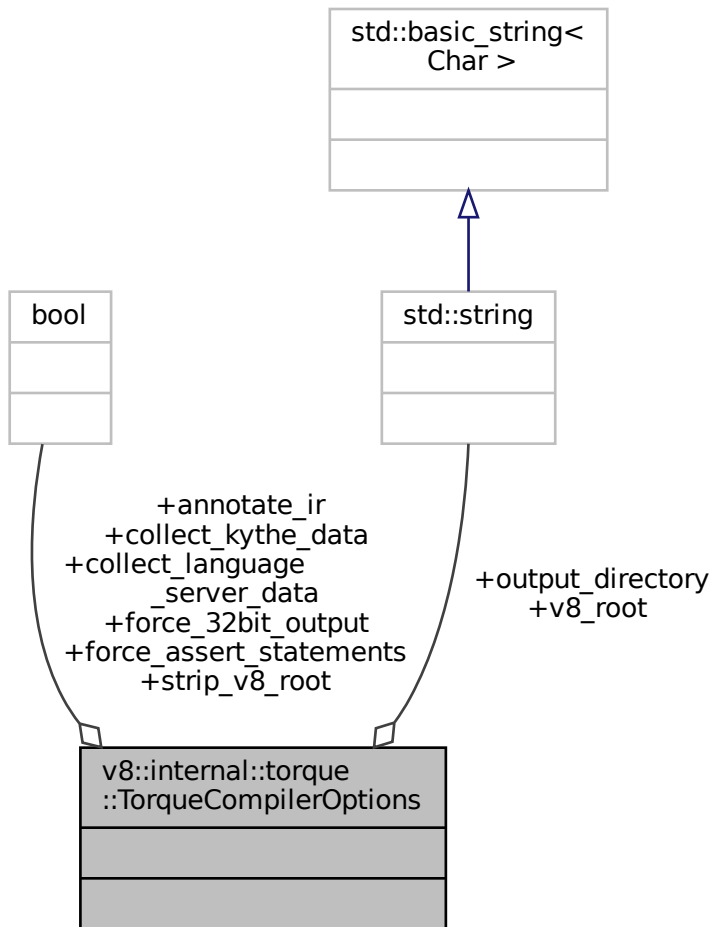 std::basic_string<
Char >
bool
std::string
+annotate_ir
+collect_kythe_data
+collect_language
_server_data
+force_32bit_output
+force_assert_statements
+strip_v8_root
+output_directory
+v8_root
v8::internal::torque
::TorqueCompilerOptions